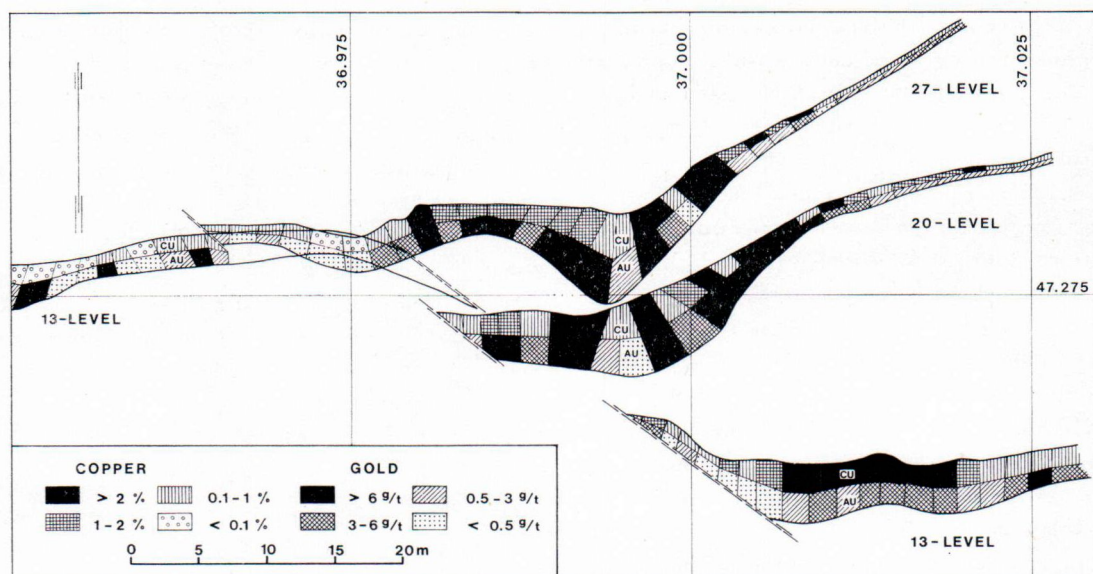 36.975
37.000
37.025
27- LEVEL
20- LEVEL
CU
AU
CU
AU
47.275
13-LEVEL
CU
AU
CU
AU
13-LEVEL
COPPER
GOLD
> 2 %
0.1-1 %
> 6 g/t
0.5-3 g/t
1-2 %
< 0.1 %
3-6 g/t
< 0.5 g/t
0 5 10 15 20 m